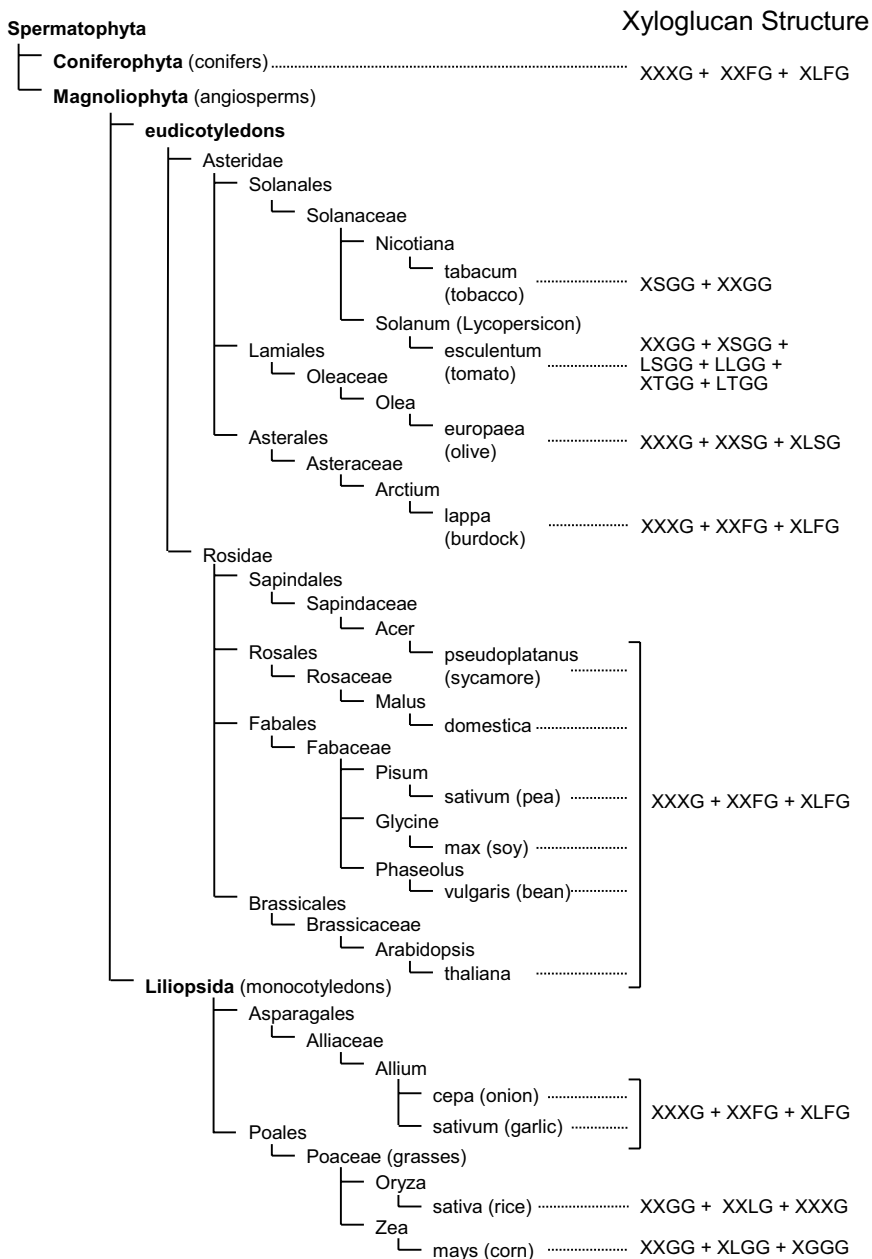 Xyloglucan Structure
Spermatophyta
Coniferophyta (conifers)
XXXG + XXFG + XLFG
Magnoliophyta (angiosperms)
eudicotyledons
Asteridae
Solanales
Solanaceae
Nicotiana
tabacum
(tobacco)
XSGG + XXGG
Solanum (Lycopersicon)
esculentum
(tomato)
XXGG + XSGG +
LSGG + LLGG +
XTGG + LTGG
Lamiales
Oleaceae
Olea
europaea
(olive)
XXXG + XXSG + XLSG
Asterales
Asteraceae
Arctium
lappa
(burdock)
XXXG + XXFG + XLFG
Rosidae
Sapindales
Sapindaceae
Acer
pseudoplatanus
(sycamore)
Rosales
Rosaceae
Malus
domestica
Fabales
Fabaceae
Pisum
sativum (pea)
XXXG + XXFG + XLFG
Glycine
max (soy)
Phaseolus
vulgaris (bean)
Brassicales
Brassicaceae
Arabidopsis
thaliana
Liliopsida (monocotyledons)
Asparagales
Alliaceae
Allium
cepa (onion)
XXXG + XXFG + XLFG
sativum (garlic)
Poales
Poaceae (grasses)
Oryza
sativa (rice)
XXGG + XXLG + XXXG
Zea
mays (corn)
XXGG + XLGG + XGGG